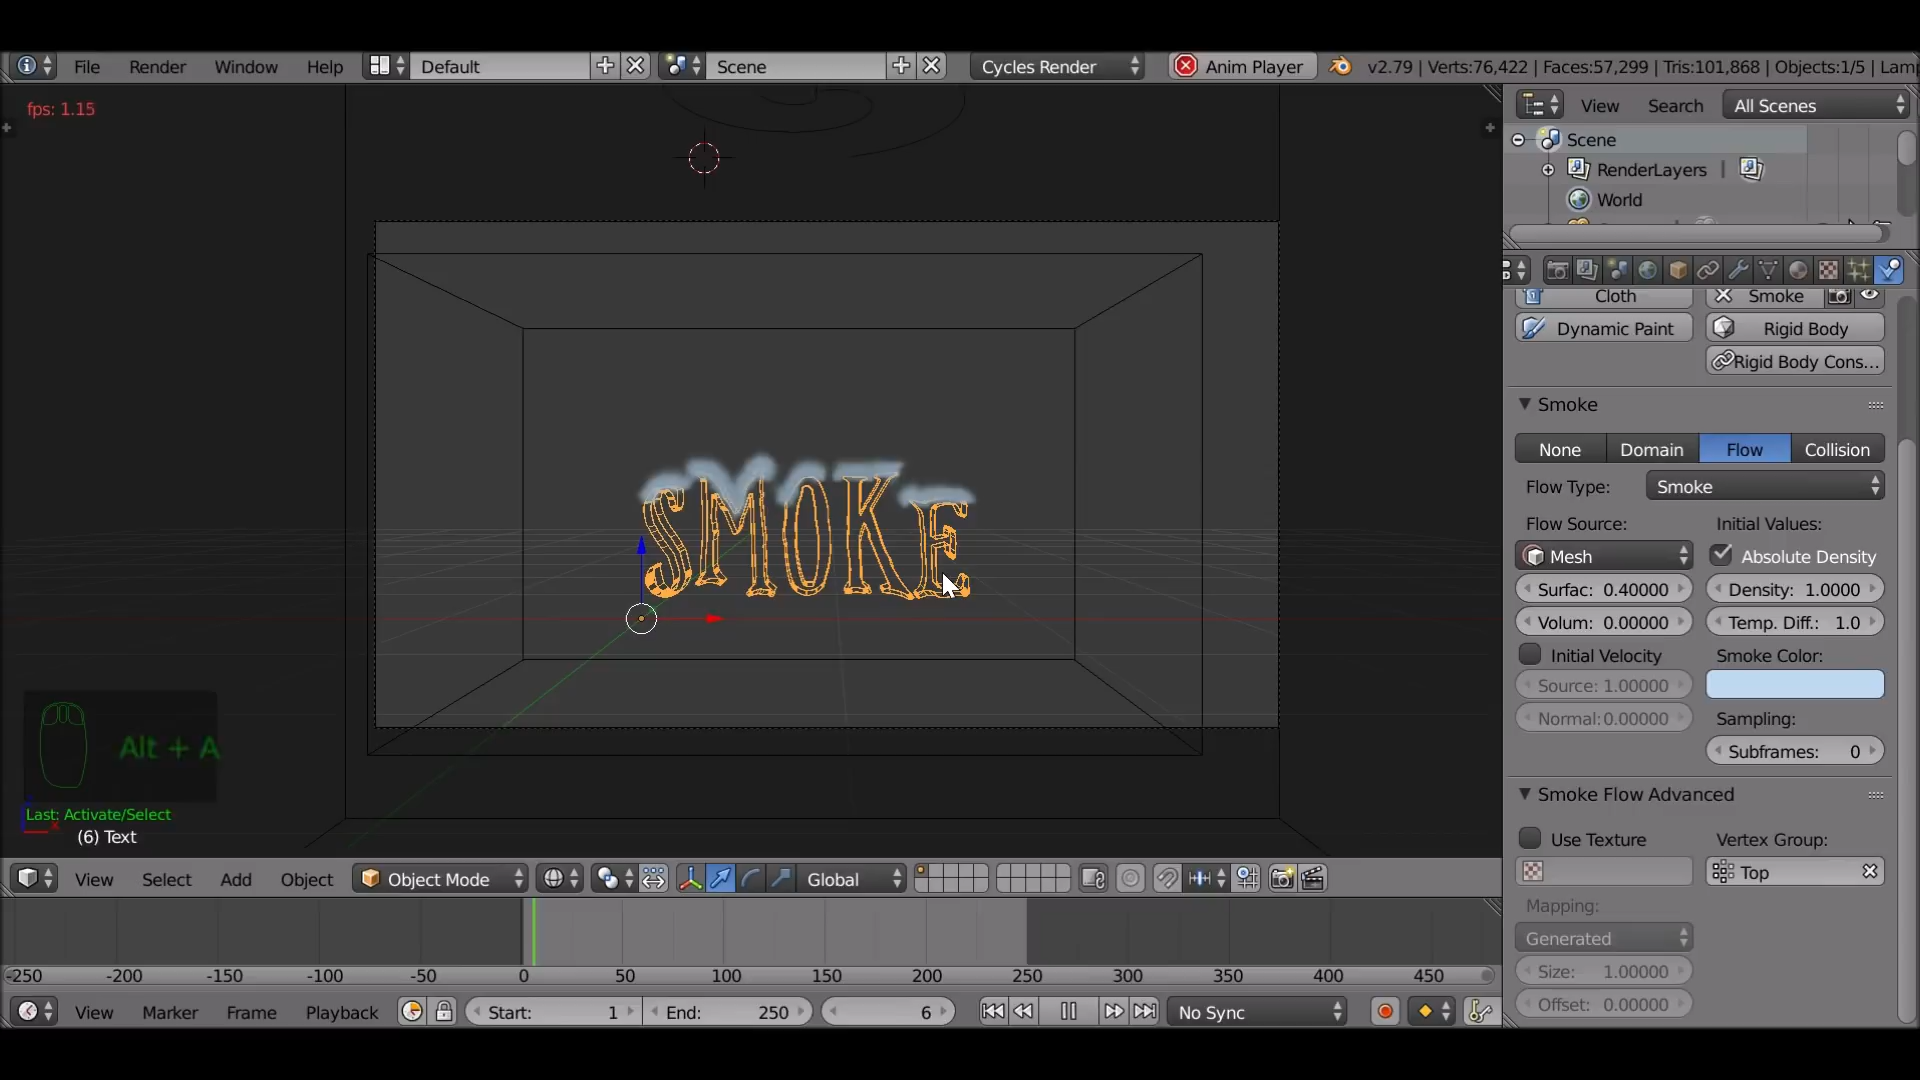 File Render Window Help Default Scene Cycles Render Anim Player v2.79 | Verts:76,422 | Faces:57,299 | Tris:101,868 | Objects:1/5 | Lam
fps: 1.15
View Search All Scenes
Scene
RenderLayers |
World
Cloth Smoke
Dynamic Paint Rigid Body
Rigid Body Cons...
Smoke
None Domain Flow Collision
Flow Type: Smoke
Flow Source: Initial Values:
Mesh Absolute Density
Surfac: 0.40000 Density: 1.0000
Volum: 0.00000 Temp. Diff.: 1.0
Initial Velocity Smoke Color:
Source: 1.00000
Normal: 0.00000 Sampling:
Subframes: 0
Smoke Flow Advanced
Use Texture Vertex Group:
Top
Mapping:
Generated
Size: 1.00000
Offset: 0.00000
SMOKE
Alt + A
Last: Activate/Select
(6) Text
View Select Add Object Object Mode Global
-250 -200 -150 -100 -50 0 50 100 150 200 250 300 350 400 450
View Marker Frame Playback Start: 1 End: 250 6 No Sync